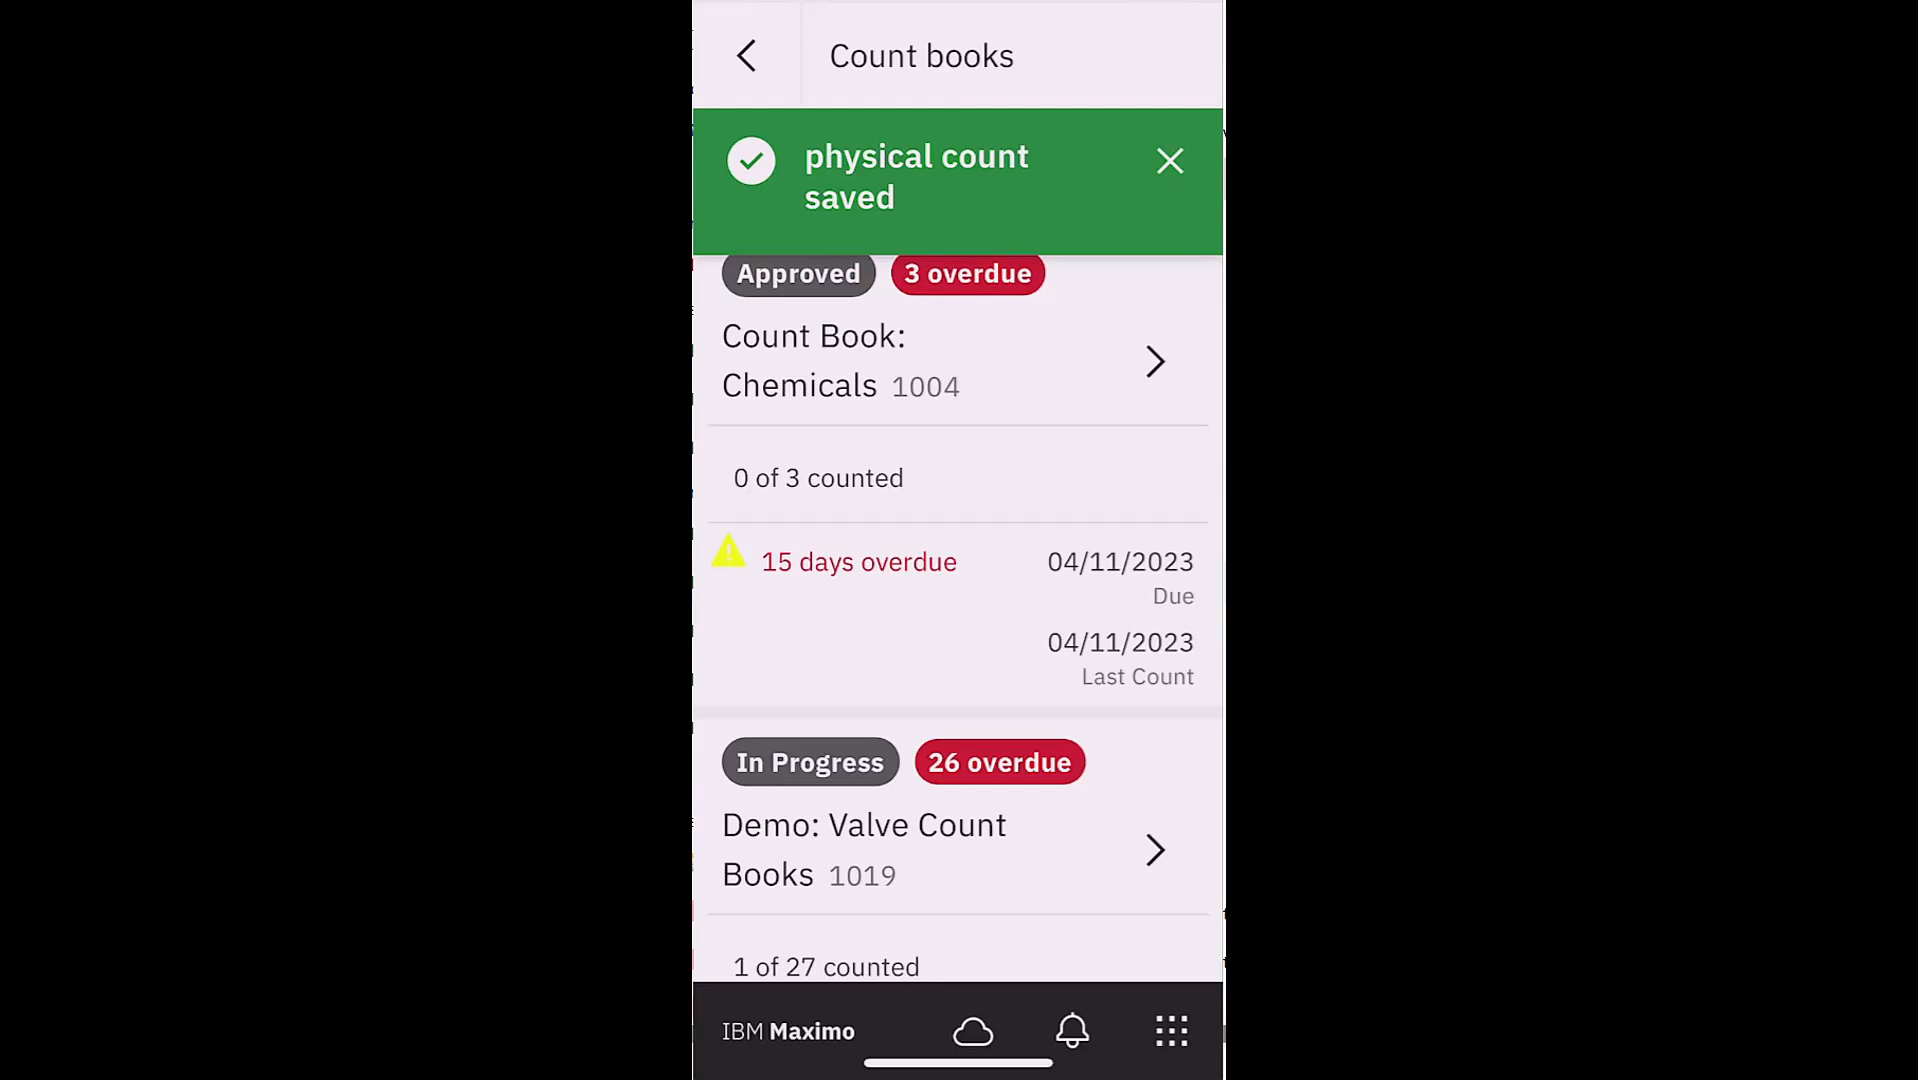 Count books
physical count
saved
Approved 3 overdue
Count Book:
Chemicals 1004
0 of 3 counted
15 days overdue 04/11/2023
Due
04/11/2023
Last Count
In Progress 26 overdue
Demo: Valve Count
Books 1019
1 of 27 counted
IBM Maximo